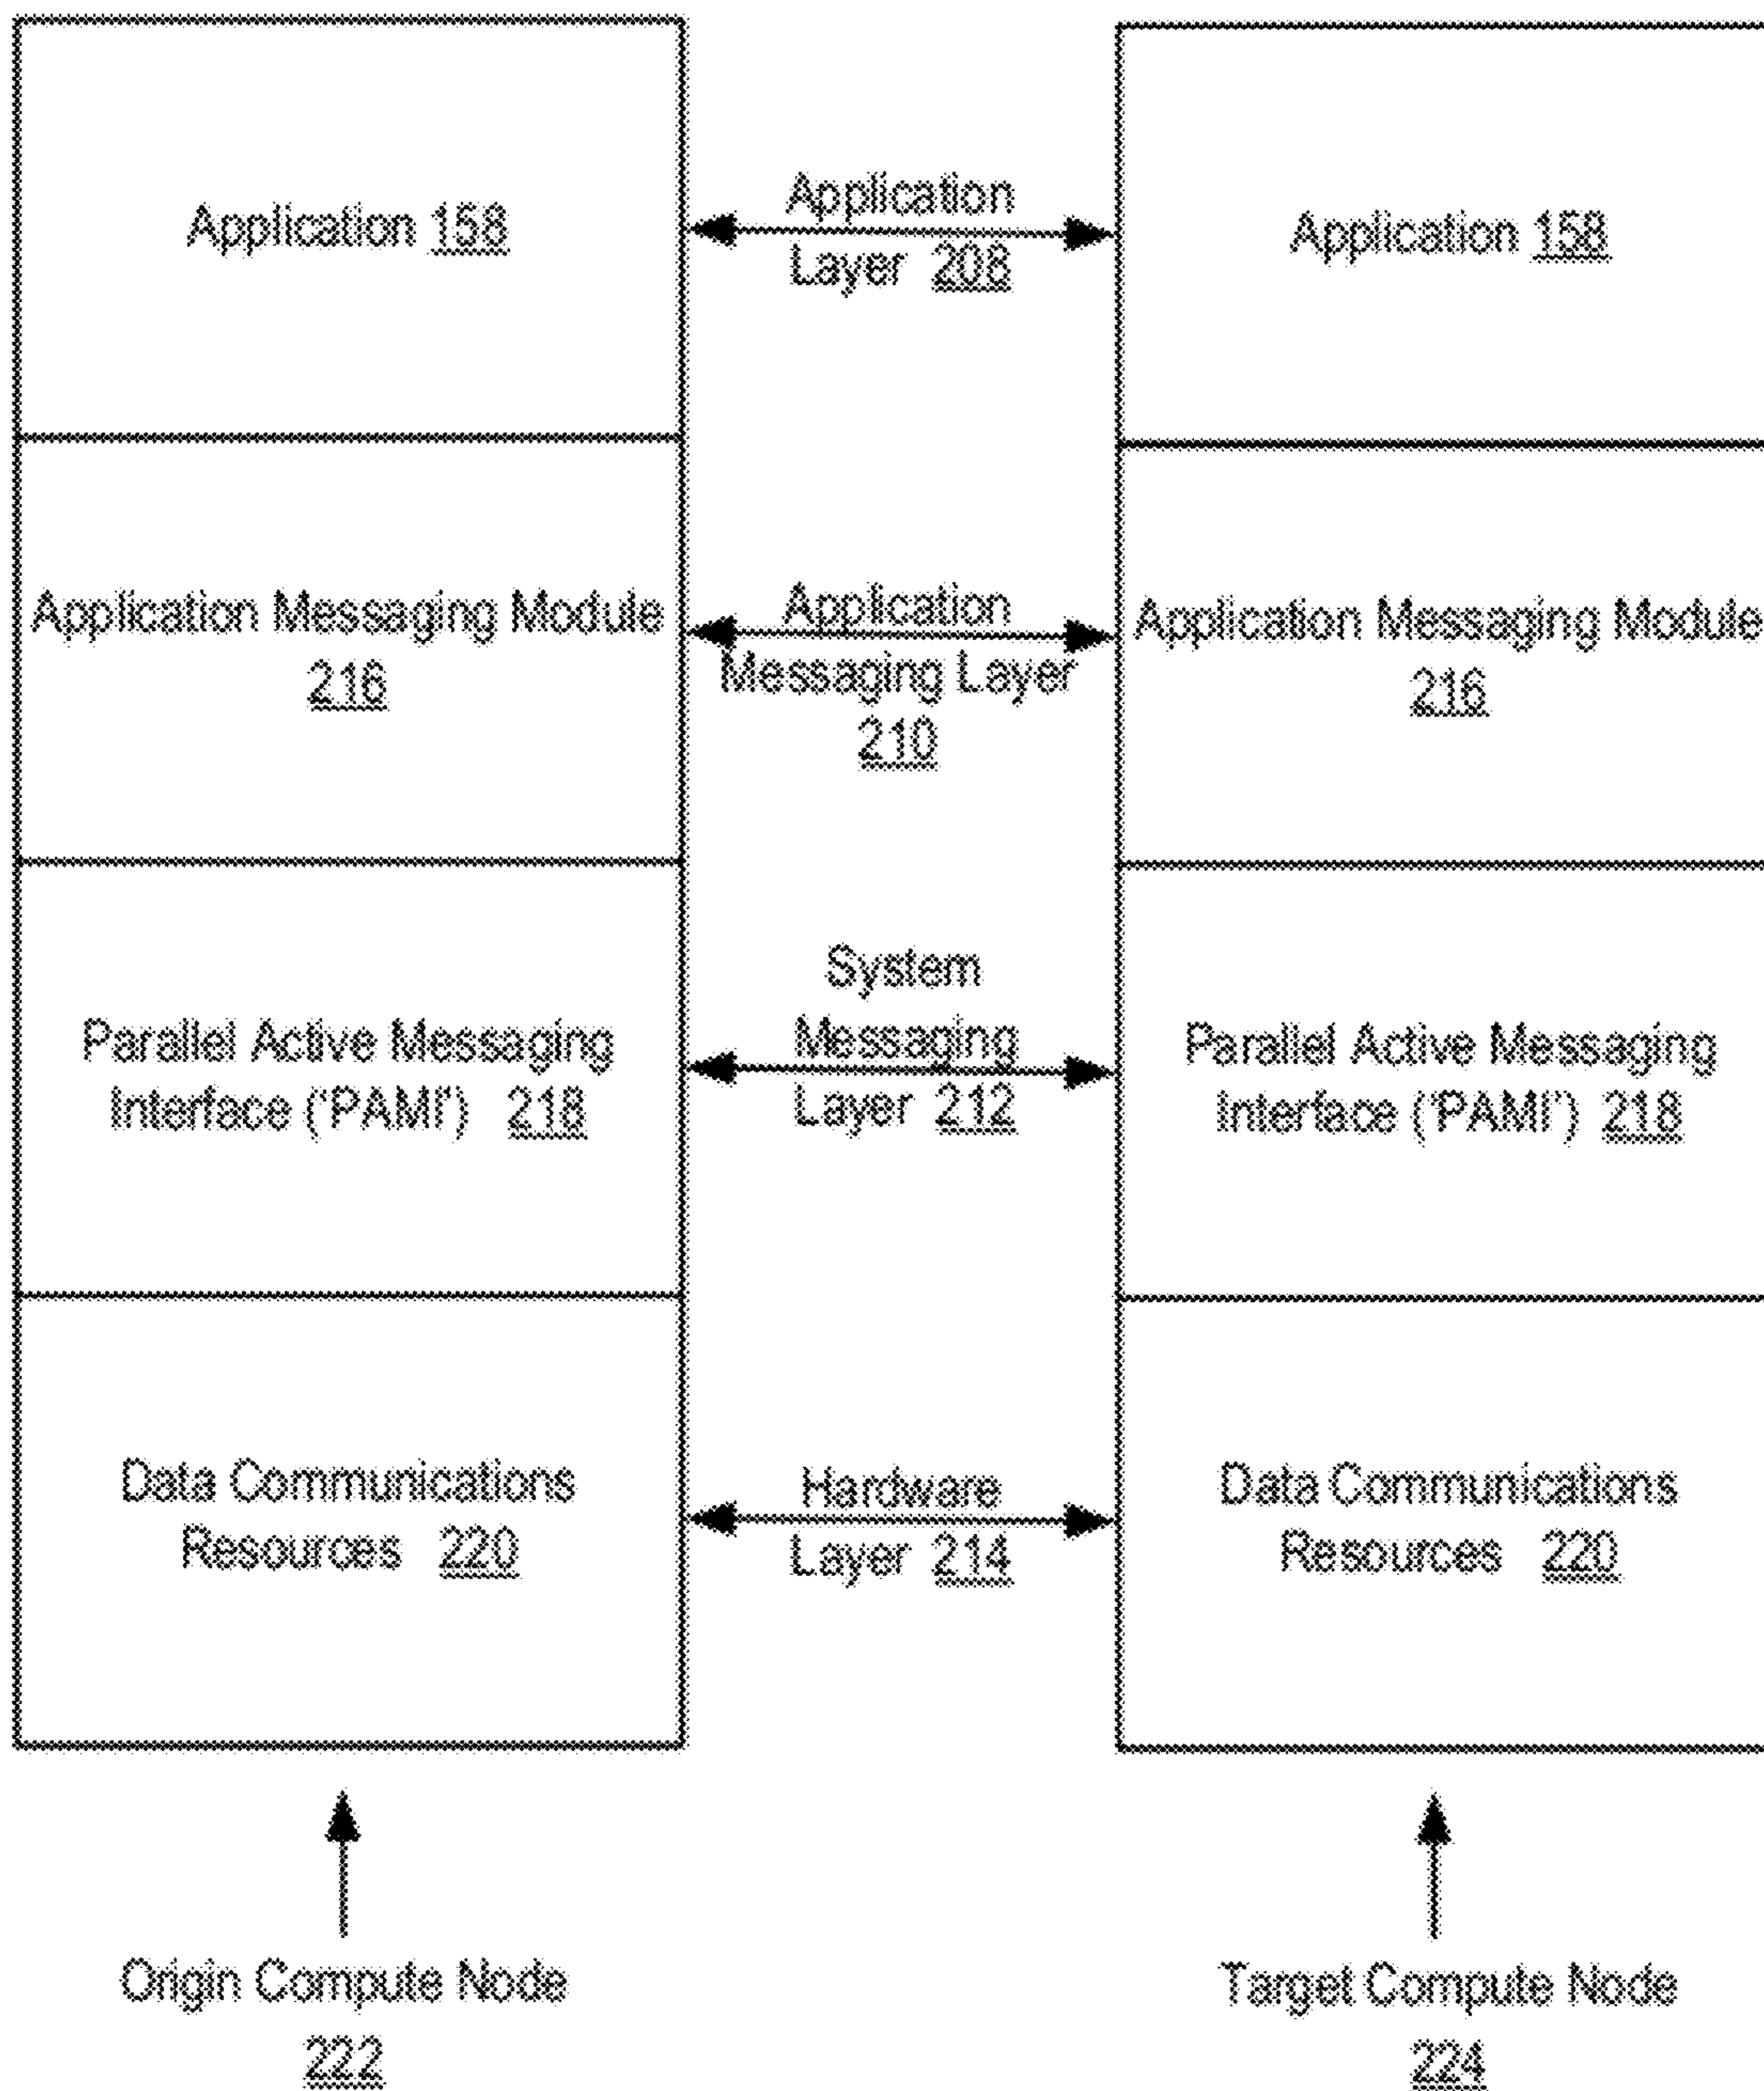 Application 158
Application
Layer 208
Application 158
Application Messaging Module
216
Application
Messaging Layer
210
Application Messaging Module
216
Parallel Active Messaging
Interface ('PAMI') 218
System
Messaging
Layer 212
Parallel Active Messaging
Interface ('PAMI') 218
Data Communications
Resources 220
Hardware
Layer 214
Data Communications
Resources 220
Origin Compute Node
222
Target Compute Node
224